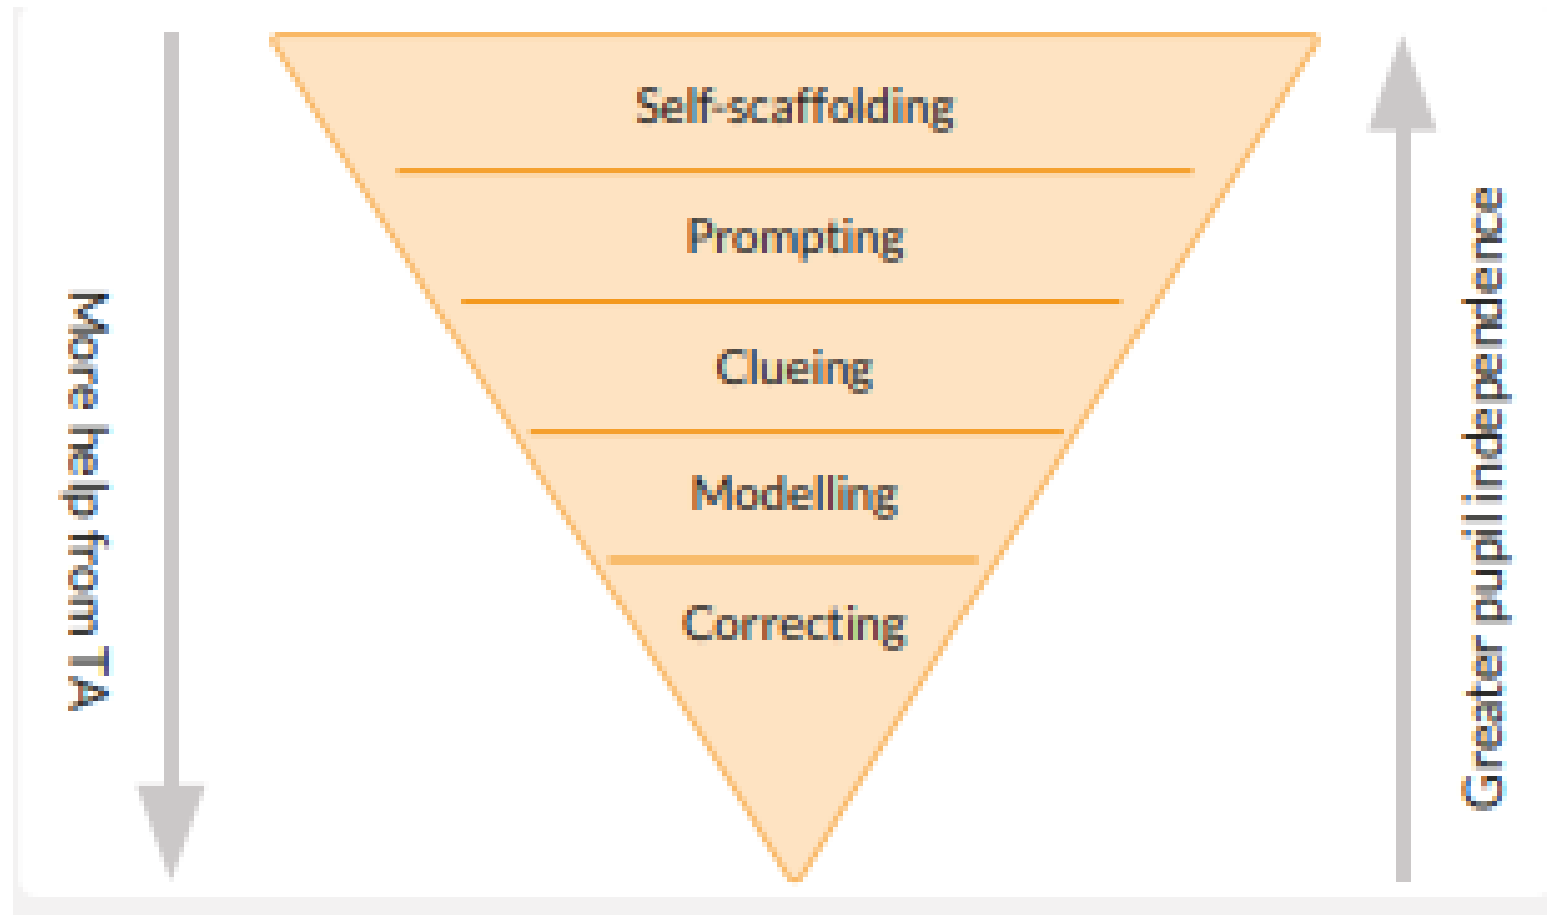 Self-scaffolding
Prompting
Clueing
Modelling
Correcting
More help from TA
Greater pupil independence